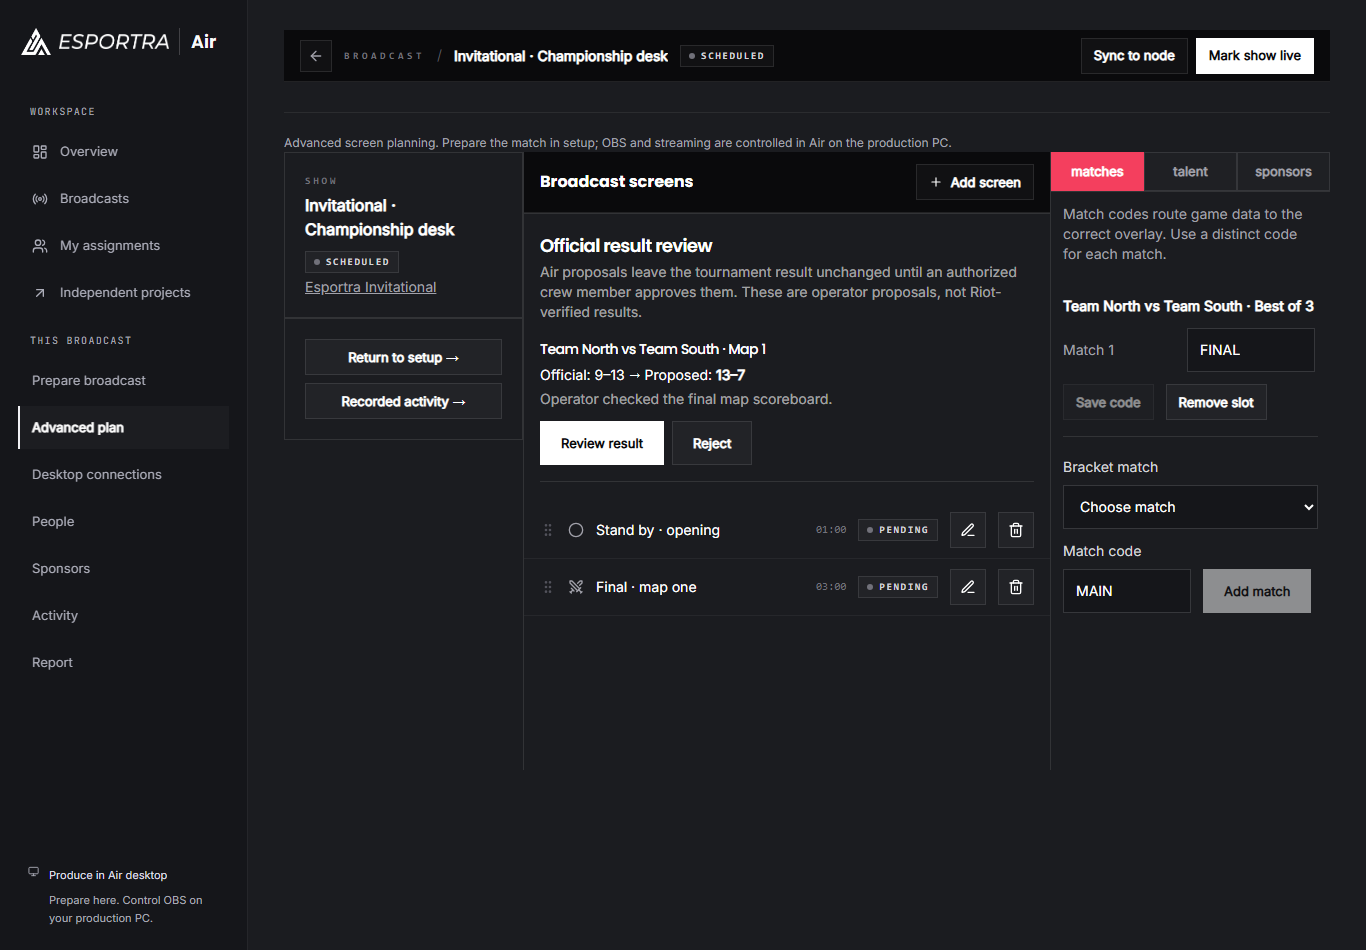 ESPORTRA Air
WORKSPACE
Overview
Broadcasts
My assignments
Independent projects
THIS BROADCAST
Prepare broadcast
Advanced plan
Desktop connections
People
Sponsors
Activity
Report
Produce in Air desktop
Prepare here. Control OBS on
your production PC.
BROADCAST / Invitational · Championship desk SCHEDULED
Sync to node
Mark show live
Advanced screen planning. Prepare the match in setup; OBS and streaming are controlled in Air on the production PC.
SHOW
Invitational ·
Championship desk
SCHEDULED
Esportra Invitational
Return to setup →
Recorded activity →
Broadcast screens
+ Add screen
Official result review
Air proposals leave the tournament result unchanged until an authorized
crew member approves them. These are operator proposals, not Riot-
verified results.
Team North vs Team South · Map 1
Official: 9–13 → Proposed: 13–7
Operator checked the final map scoreboard.
Review result
Reject
Stand by · opening 01:00 PENDING
Final · map one 03:00 PENDING
matches
talent
sponsors
Match codes route game data to the
correct overlay. Use a distinct code
for each match.
Team North vs Team South · Best of 3
Match 1 FINAL
Save code
Remove slot
Bracket match
Choose match
Match code
MAIN
Add match